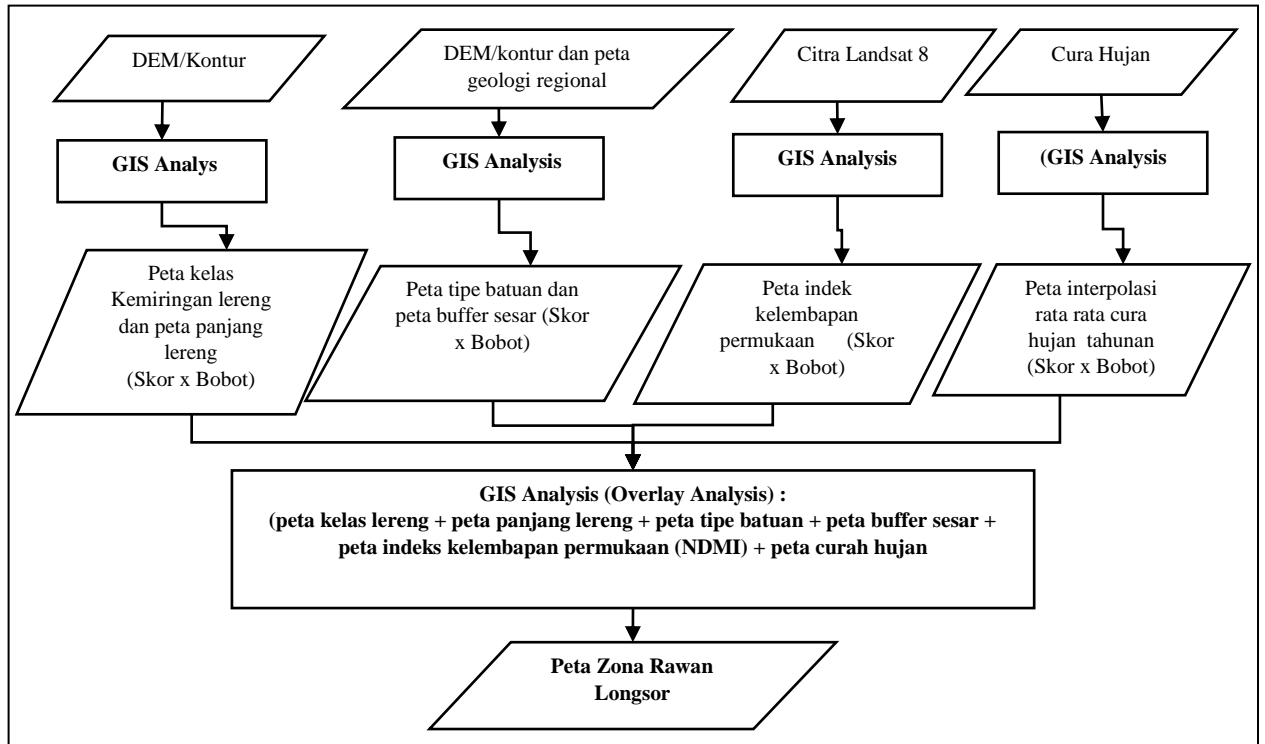 DEM/Kontur
DEM/kontur dan peta
geologi regional
Citra Landsat 8
Cura Hujan
GIS Analys
GIS Analysis
GIS Analysis
(GIS Analysis
Peta kelas
Kemiringan lereng
dan peta panjang
lereng
(Skor x Bobot)
Peta tipe batuan dan
peta buffer sesar (Skor
x Bobot)
Peta indek
kelembapan
permukaan (Skor
x Bobot)
Peta interpolasi
rata rata cura
hujan tahunan
(Skor x Bobot)
GIS Analysis (Overlay Analysis) :
(peta kelas lereng + peta panjang lereng + peta tipe batuan + peta buffer sesar +
peta indeks kelembapan permukaan (NDMI) + peta curah hujan
Peta Zona Rawan
Longsor